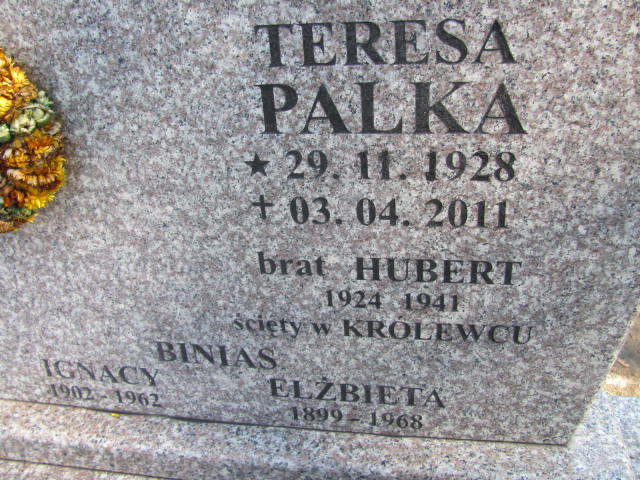 TERESA
PALKA
★ 29. 11. 1928
✝ 03. 04. 2011
brat HUBERT
1924 1941
ścięty w KRÓLEWCU
BINIAS
IGNACY
1902 - 1962
ELŻBIETA
1899 - 1968